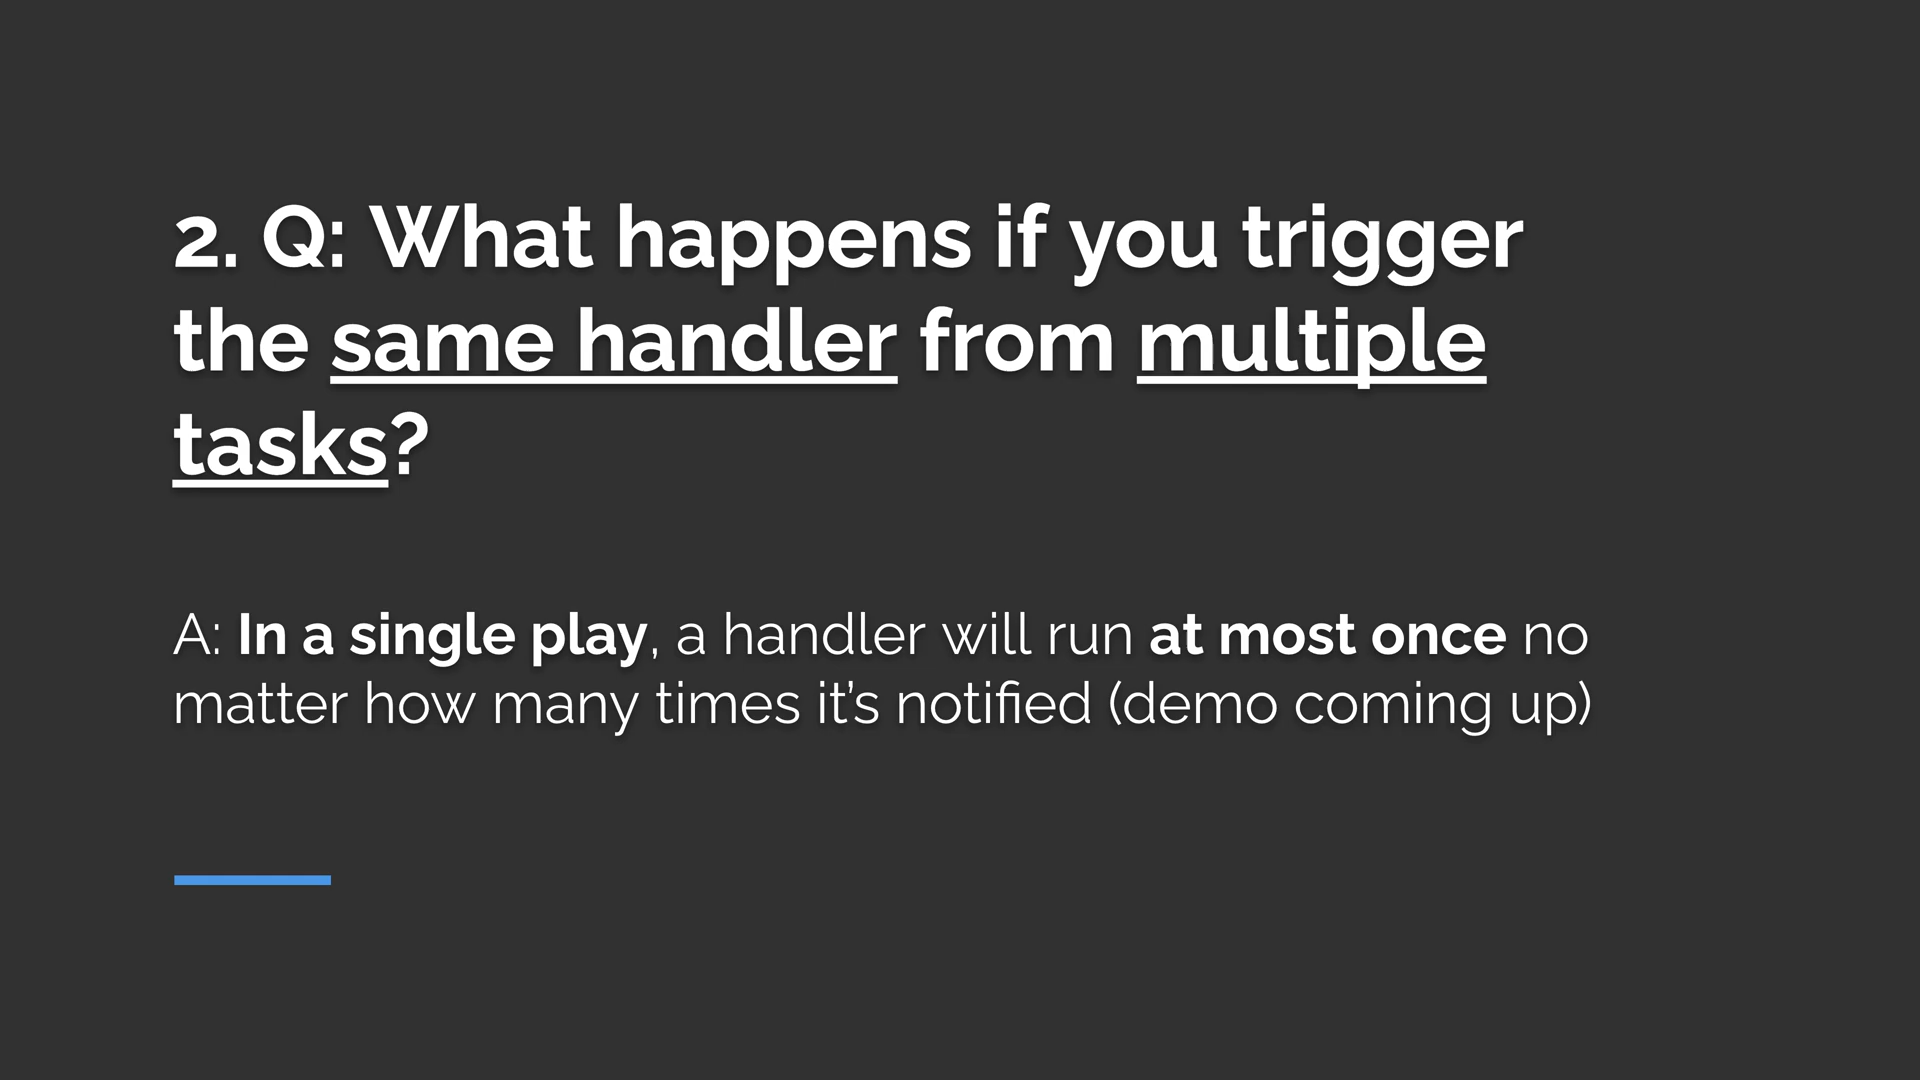 2. Q: What happens if you trigger
the same handler from multiple
tasks?
A: In a single play, a handler will run at most once no
matter how many times it’s notified (demo coming up)